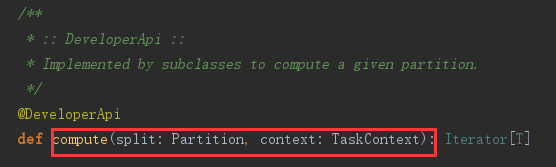 /**
* :: DeveloperApi ::
* Implemented by subclasses to compute a given partition.
*/
@DeveloperApi
def compute(split: Partition, context: TaskContext): Iterator[T]